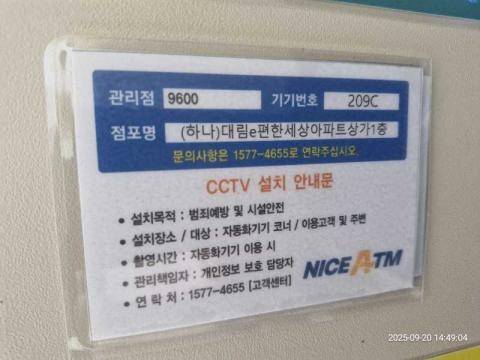 관리점 9600 기기번호 209C
점포명 (하나)대림e편한세상아파트상가1층
문의사항은 1577-4655로 연락주십시오.
CCTV 설치 안내문
• 설치목적 : 범죄예방 및 시설안전
• 설치장소 / 대상 : 자동화기기 코너 / 이용고객 및 주변
• 촬영시간 : 자동화기기 이용 시
• 관리책임자 : 개인정보 보호 담당자
• 연 락 처 : 1577-4655 [고객센터]
NICE ATM
2025-09-20 14:49:04